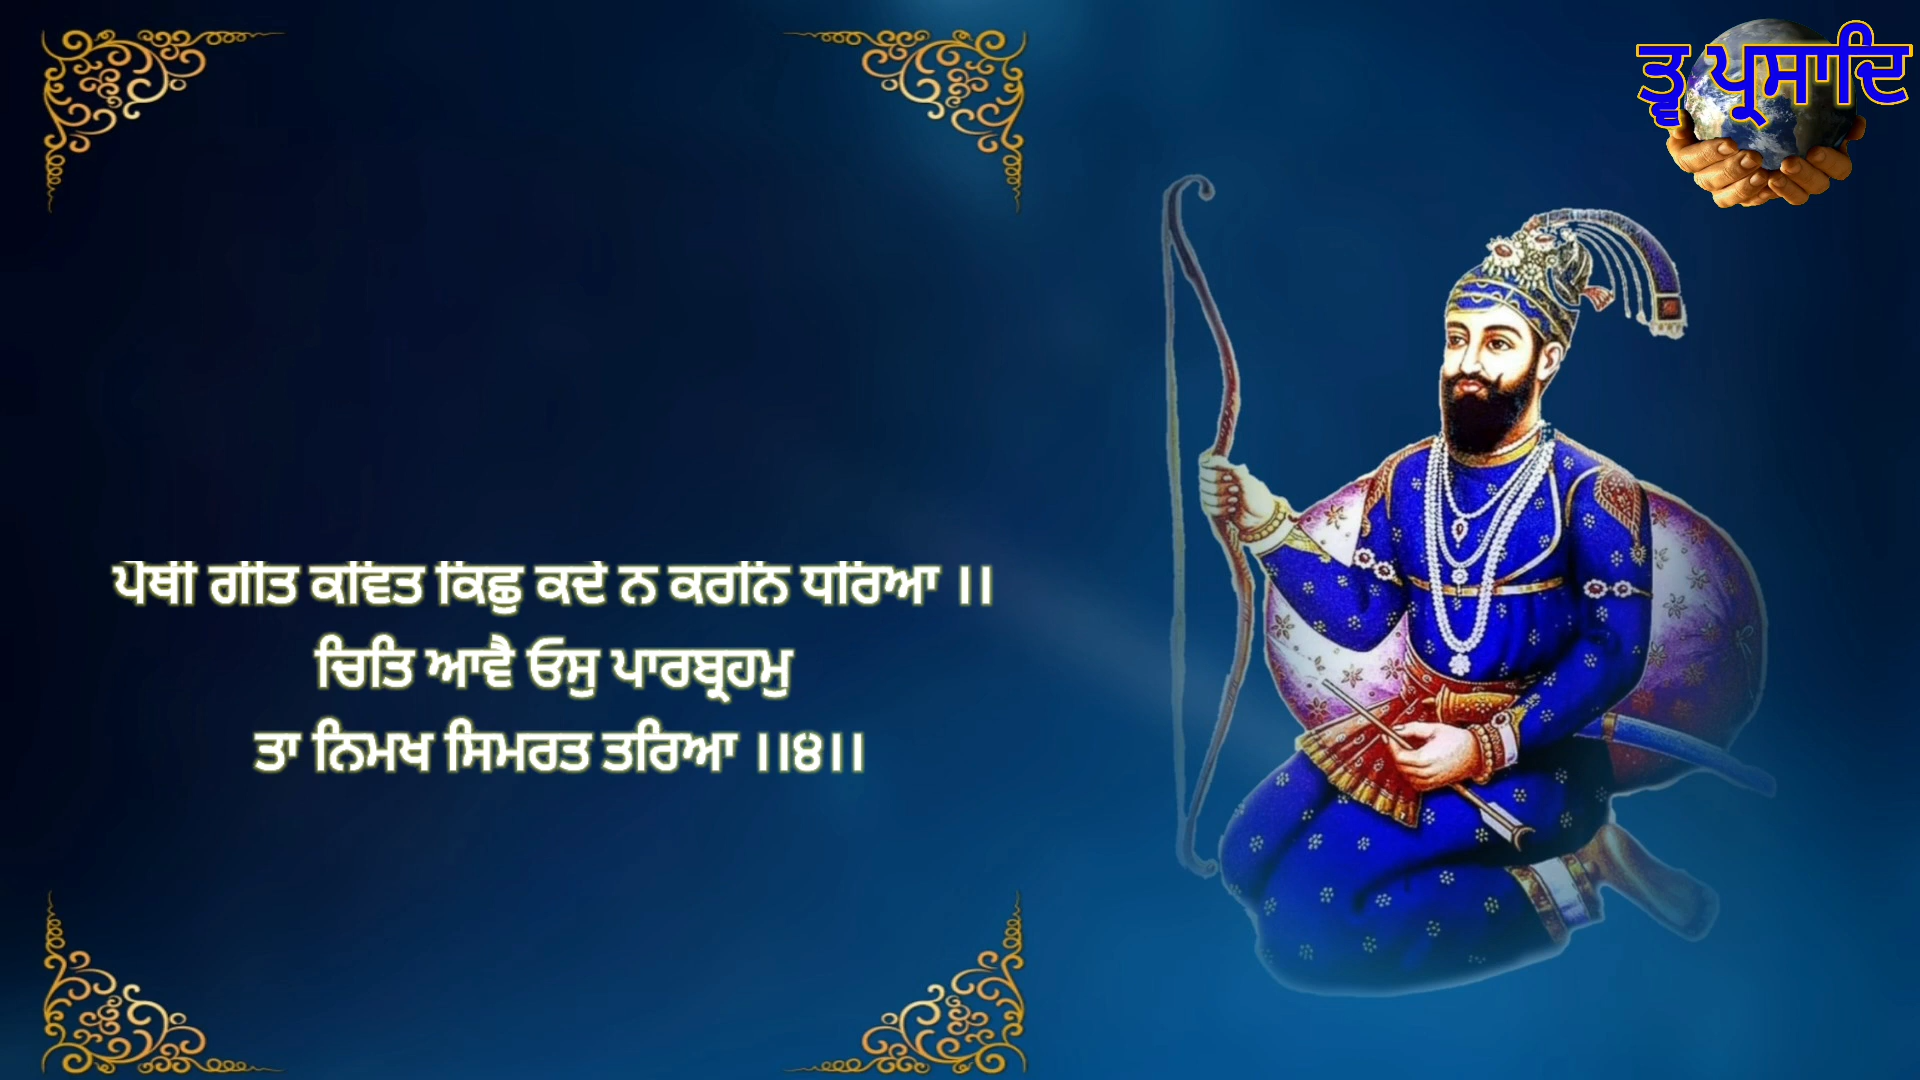 ਤ੍ਵ ਪ੍ਰਸਾਦਿ
ਪੋਥੀ ਗੀਤ ਕਵਿਤ ਕਿਛੁ ਕਦੇ ਨ ਕਰਨਿ ਧਰਿਆ ।।
ਚਿਤਿ ਆਵੈ ਓਸੁ ਪਾਰਬ੍ਰਹਮੁ
ਤਾ ਨਿਮਖ ਸਿਮਰਤ ਤਰਿਆ ।।੪।।